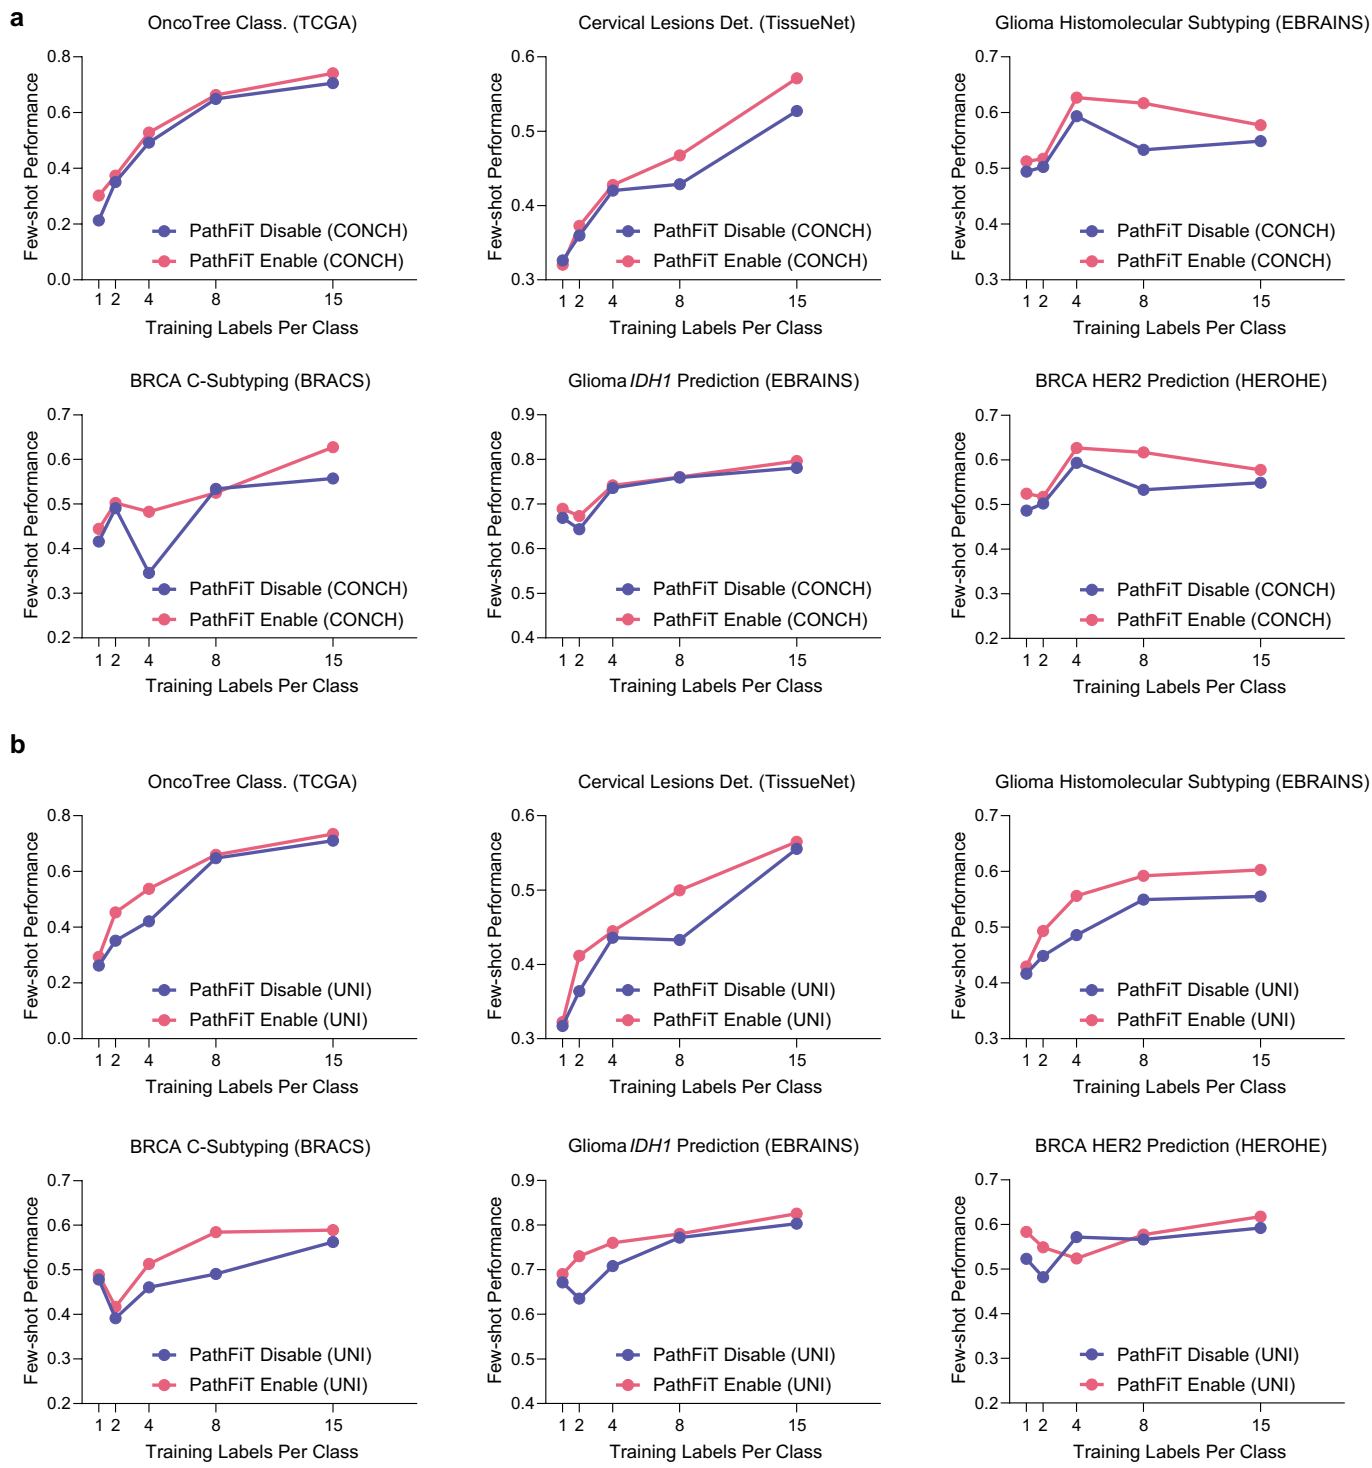 a
OncoTree Class. (TCGA)
Few-shot Performance
0.8
0.6
0.4
0.2
0.0
PathFiT Disable (CONCH)
PathFiT Enable (CONCH)
1 2 4 8 15
Training Labels Per Class
Cervical Lesions Det. (TissueNet)
Few-shot Performance
0.6
0.5
0.4
0.3
PathFiT Disable (CONCH)
PathFiT Enable (CONCH)
1 2 4 8 15
Training Labels Per Class
Glioma Histomolecular Subtyping (EBRAINS)
Few-shot Performance
0.7
0.6
0.5
0.4
0.3
PathFiT Disable (CONCH)
PathFiT Enable (CONCH)
1 2 4 8 15
Training Labels Per Class
BRCA C-Subtyping (BRACS)
Few-shot Performance
0.7
0.6
0.5
0.4
0.3
0.2
PathFiT Disable (CONCH)
PathFiT Enable (CONCH)
1 2 4 8 15
Training Labels Per Class
Glioma IDH1 Prediction (EBRAINS)
Few-shot Performance
0.9
0.8
0.7
0.6
0.5
0.4
PathFiT Disable (CONCH)
PathFiT Enable (CONCH)
1 2 4 8 15
Training Labels Per Class
BRCA HER2 Prediction (HEROHE)
Few-shot Performance
0.7
0.6
0.5
0.4
0.3
0.2
PathFiT Disable (CONCH)
PathFiT Enable (CONCH)
1 2 4 8 15
Training Labels Per Class
b
OncoTree Class. (TCGA)
Few-shot Performance
0.8
0.6
0.4
0.2
0.0
PathFiT Disable (UNI)
PathFiT Enable (UNI)
1 2 4 8 15
Training Labels Per Class
Cervical Lesions Det. (TissueNet)
Few-shot Performance
0.6
0.5
0.4
0.3
PathFiT Disable (UNI)
PathFiT Enable (UNI)
1 2 4 8 15
Training Labels Per Class
Glioma Histomolecular Subtyping (EBRAINS)
Few-shot Performance
0.7
0.6
0.5
0.4
0.3
PathFiT Disable (UNI)
PathFiT Enable (UNI)
1 2 4 8 15
Training Labels Per Class
BRCA C-Subtyping (BRACS)
Few-shot Performance
0.7
0.6
0.5
0.4
0.3
0.2
PathFiT Disable (UNI)
PathFiT Enable (UNI)
1 2 4 8 15
Training Labels Per Class
Glioma IDH1 Prediction (EBRAINS)
Few-shot Performance
0.9
0.8
0.7
0.6
0.5
0.4
PathFiT Disable (UNI)
PathFiT Enable (UNI)
1 2 4 8 15
Training Labels Per Class
BRCA HER2 Prediction (HEROHE)
Few-shot Performance
0.7
0.6
0.5
0.4
0.3
0.2
PathFiT Disable (UNI)
PathFiT Enable (UNI)
1 2 4 8 15
Training Labels Per Class